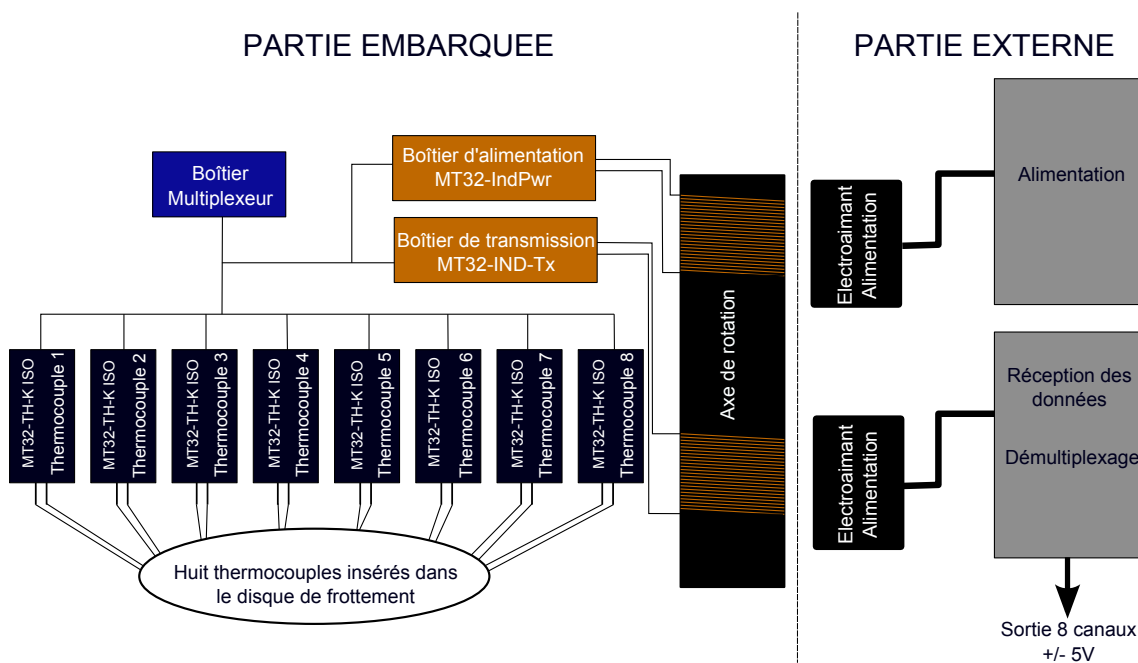 PARTIE EMBARQUEE
PARTIE EXTERNE
Boîtier
Multiplexeur
Boîtier d'alimentation
MT32-IndPwr
Boîtier de transmission
MT32-IND-Tx
Axe de rotation
Electroaimant
Alimentation
Alimentation
Electroaimant
Alimentation
Réception des
données
Démultiplexage
MT32-TH-K ISO
Thermocouple 1
MT32-TH-K ISO
Thermocouple 2
MT32-TH-K ISO
Thermocouple 3
MT32-TH-K ISO
Thermocouple 4
MT32-TH-K ISO
Thermocouple 5
MT32-TH-K ISO
Thermocouple 6
MT32-TH-K ISO
Thermocouple 7
MT32-TH-K ISO
Thermocouple 8
Huit thermocouples insérés dans
le disque de frottement
Sortie 8 canaux
+/- 5V